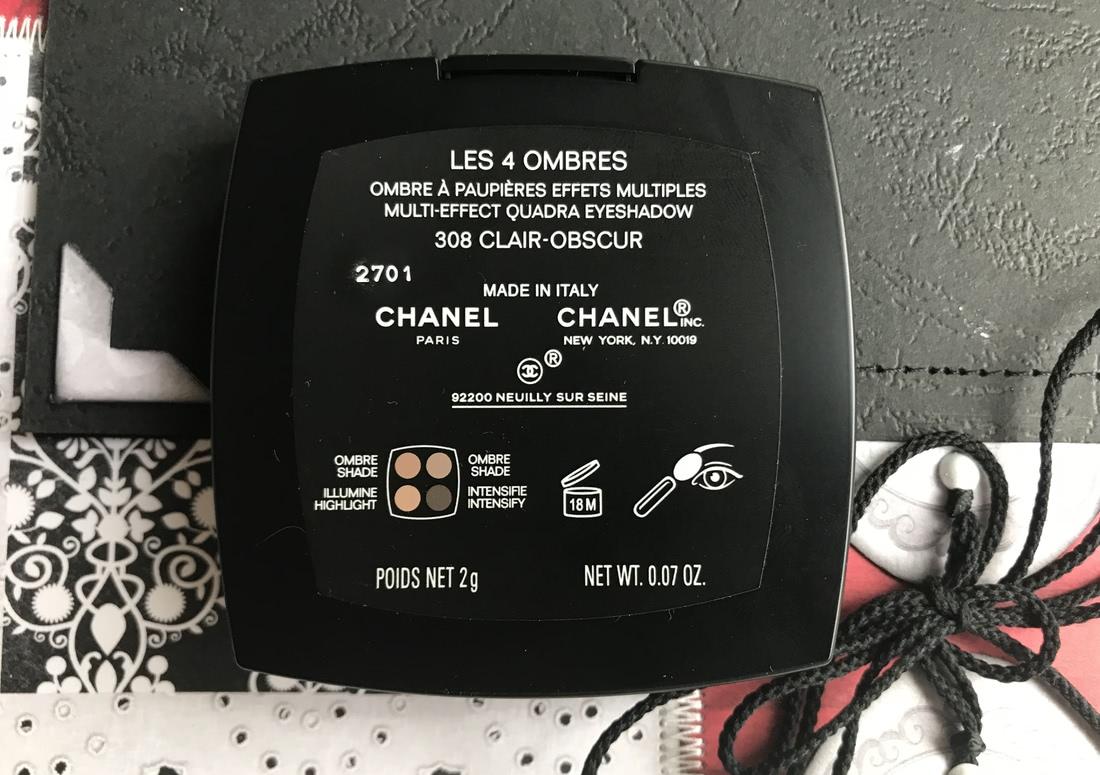 LES 4 OMBRES
OMBRE À PAUPIÈRES EFFETS MULTIPLES
MULTI-EFFECT QUADRA EYESHADOW
308 CLAIR-OBSCUR
2701
MADE IN ITALY
CHANEL CHANEL® INC.
PARIS NEW YORK, N.Y. 10019
®
92200 NEUILLY SUR SEINE
OMBRE OMBRE
SHADE SHADE
ILLUMINE INTENSIFIE
HIGHLIGHT INTENSIFY
18 M
POIDS NET 2g NET WT. 0.07 OZ.